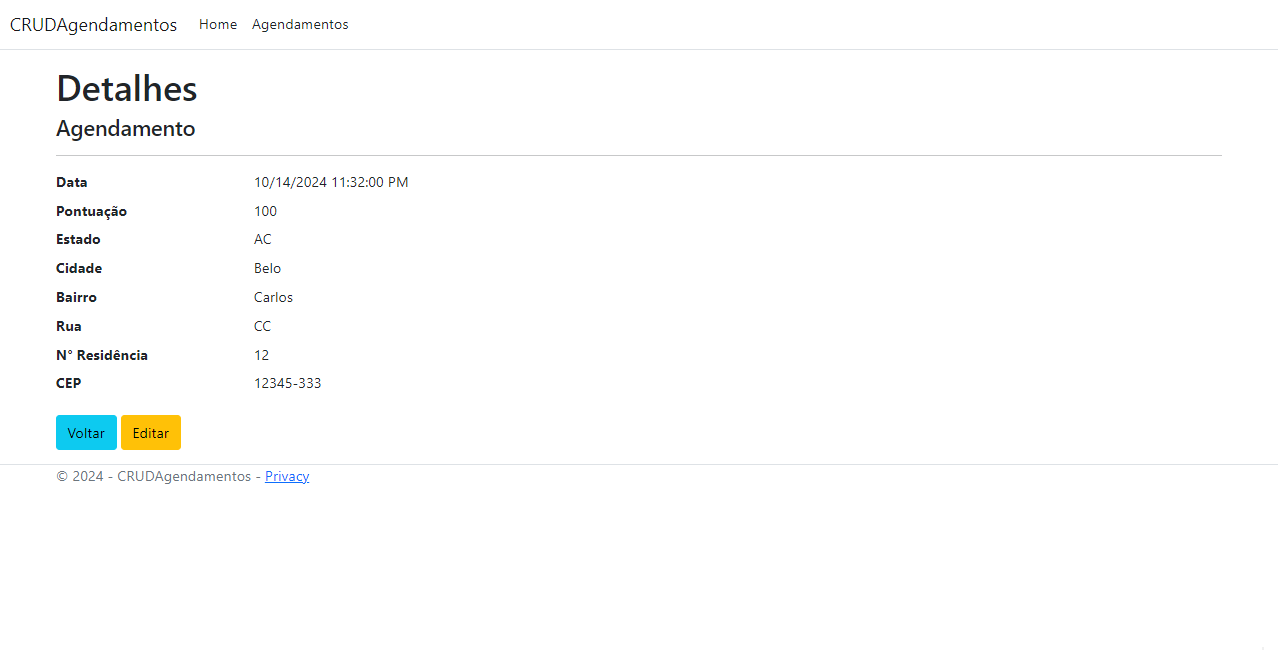 CRUDAgendamentos Home Agendamentos
Detalhes
Agendamento
Data 10/14/2024 11:32:00 PM
Pontuação 100
Estado AC
Cidade Belo
Bairro Carlos
Rua CC
N° Residência 12
CEP 12345-333
Voltar Editar
© 2024 - CRUDAgendamentos - Privacy